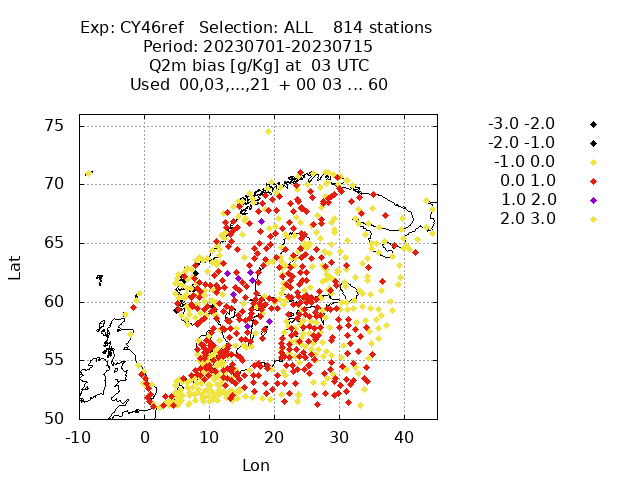 Exp: CY46ref   Selection: ALL    814 stations
Period: 20230701-20230715
Q2m bias [g/Kg] at  03 UTC
Used  00,03,...,21  + 00 03 ... 60
-3.0 -2.0
-2.0 -1.0
-1.0 0.0
0.0 1.0
1.0 2.0
2.0 3.0
75
70
65
60
55
50
Lat
-10 0 10 20 30 40
Lon